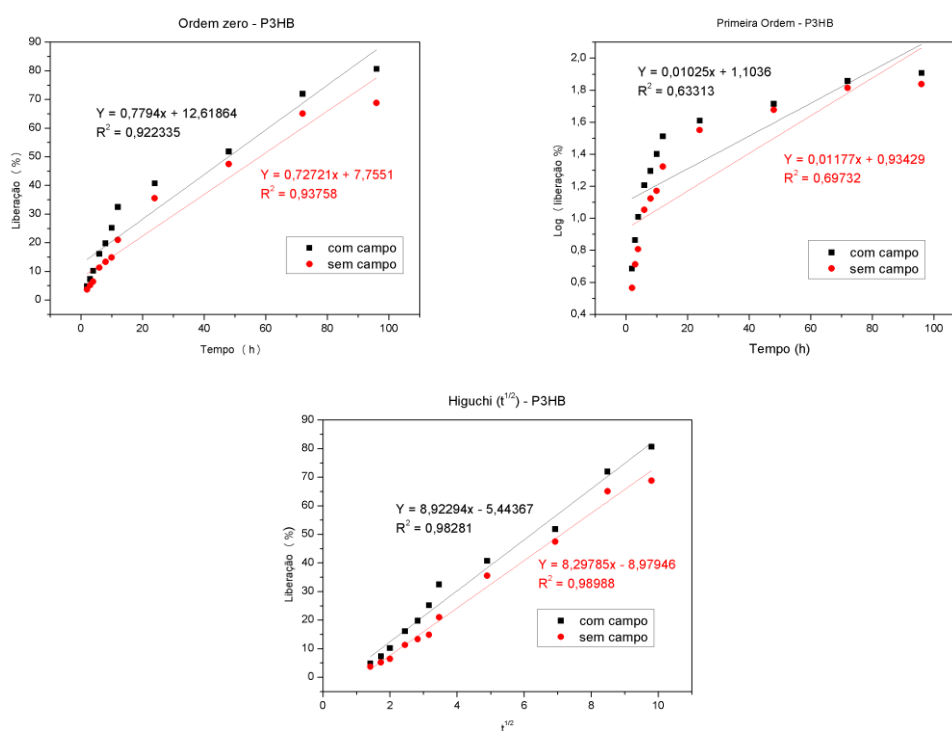 Ordem zero - P3HB
90
80
70
60
50
40
30
20
10
0
Liberação (%)
Y = 0,7794x + 12,61864
R2 = 0,922335
Y = 0,72721x + 7,7551
R2 = 0,93758
com campo
sem campo
0 20 40 60 80 100
Tempo (h)
Primeira Ordem - P3HB
2,0
1,8
1,6
1,4
1,2
1,0
0,8
0,6
0,4
Log (liberação %)
Y = 0,01025x + 1,1036
R2 = 0,63313
Y = 0,01177x + 0,93429
R2 = 0,69732
com campo
sem campo
0 20 40 60 80 100
Tempo (h)
Higuchi (t1/2) - P3HB
90
80
70
60
50
40
30
20
10
0
Liberação (%)
Y = 8,92294x - 5,44367
R2 = 0,98281
Y = 8,29785x - 8,97946
R2 = 0,98988
com campo
sem campo
0 2 4 6 8 10
t1/2